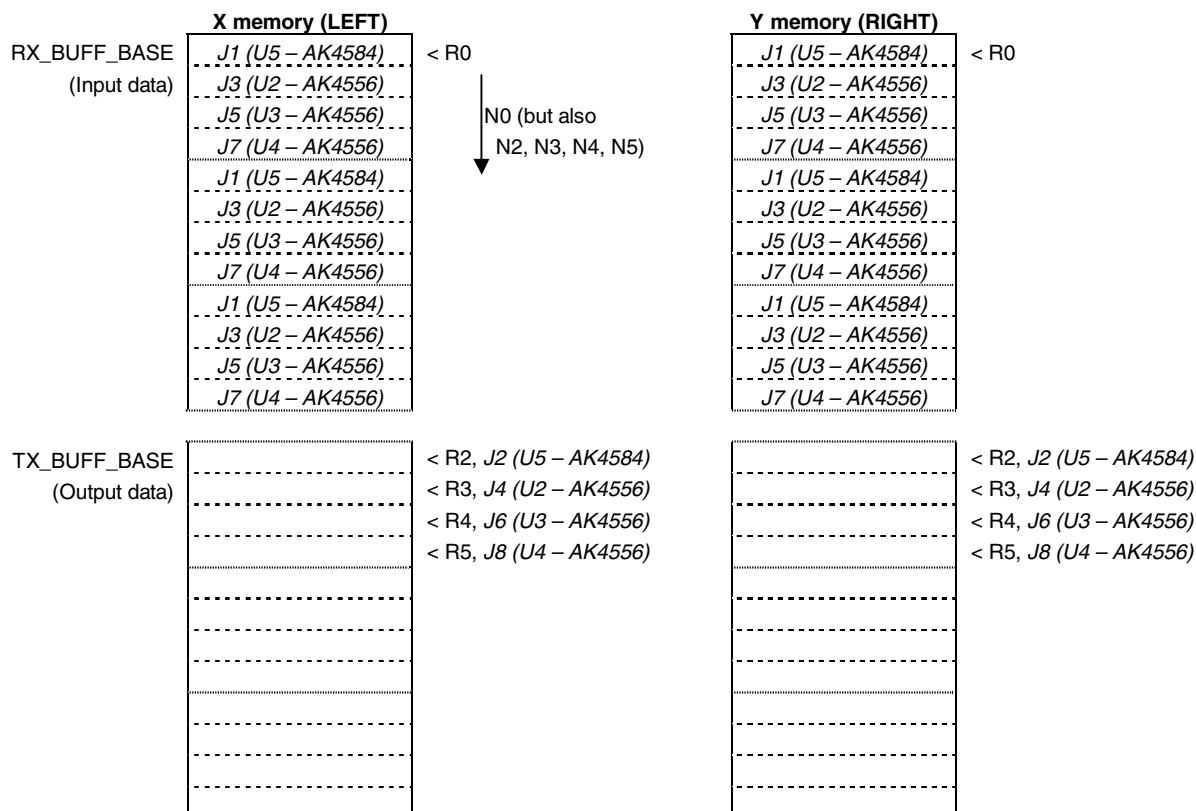 X memory (LEFT) Y memory (RIGHT)
RX_BUFF_BASE J1 (U5 – AK4584) < R0 J1 (U5 – AK4584) < R0
(Input data) J3 (U2 – AK4556) J3 (U2 – AK4556)
J5 (U3 – AK4556) N0 (but also J5 (U3 – AK4556)
J7 (U4 – AK4556) N2, N3, N4, N5) J7 (U4 – AK4556)
J1 (U5 – AK4584) J1 (U5 – AK4584)
J3 (U2 – AK4556) J3 (U2 – AK4556)
J5 (U3 – AK4556) J5 (U3 – AK4556)
J7 (U4 – AK4556) J7 (U4 – AK4556)
J1 (U5 – AK4584) J1 (U5 – AK4584)
J3 (U2 – AK4556) J3 (U2 – AK4556)
J5 (U3 – AK4556) J5 (U3 – AK4556)
J7 (U4 – AK4556) J7 (U4 – AK4556)
TX_BUFF_BASE < R2, J2 (U5 – AK4584) < R2, J2 (U5 – AK4584)
(Output data) < R3, J4 (U2 – AK4556) < R3, J4 (U2 – AK4556)
< R4, J6 (U3 – AK4556) < R4, J6 (U3 – AK4556)
< R5, J8 (U4 – AK4556) < R5, J8 (U4 – AK4556)